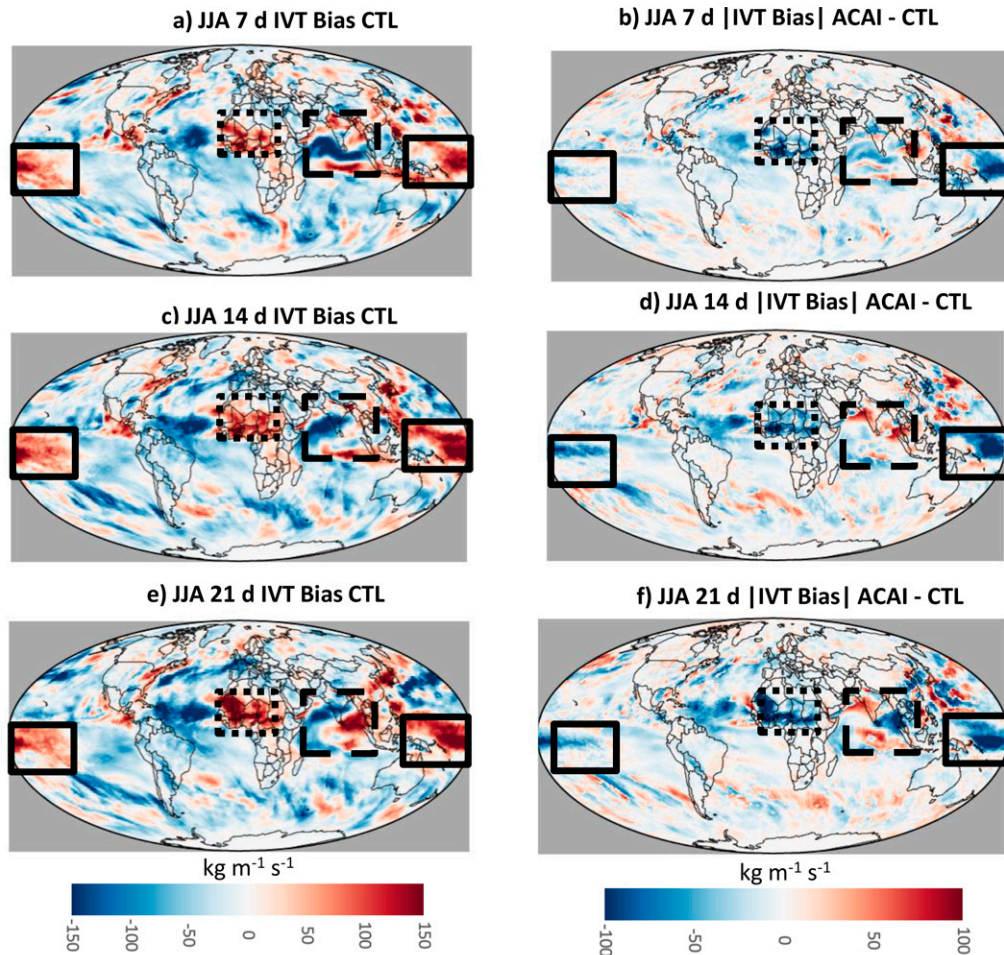 a) JJA 7 d IVT Bias CTL
b) JJA 7 d |IVT Bias| ACAI - CTL
c) JJA 14 d IVT Bias CTL
d) JJA 14 d |IVT Bias| ACAI - CTL
e) JJA 21 d IVT Bias CTL
f) JJA 21 d |IVT Bias| ACAI - CTL
kg m⁻¹ s⁻¹
-150 -100 -50 0 50 100 150
kg m⁻¹ s⁻¹
-100 -50 0 50 100